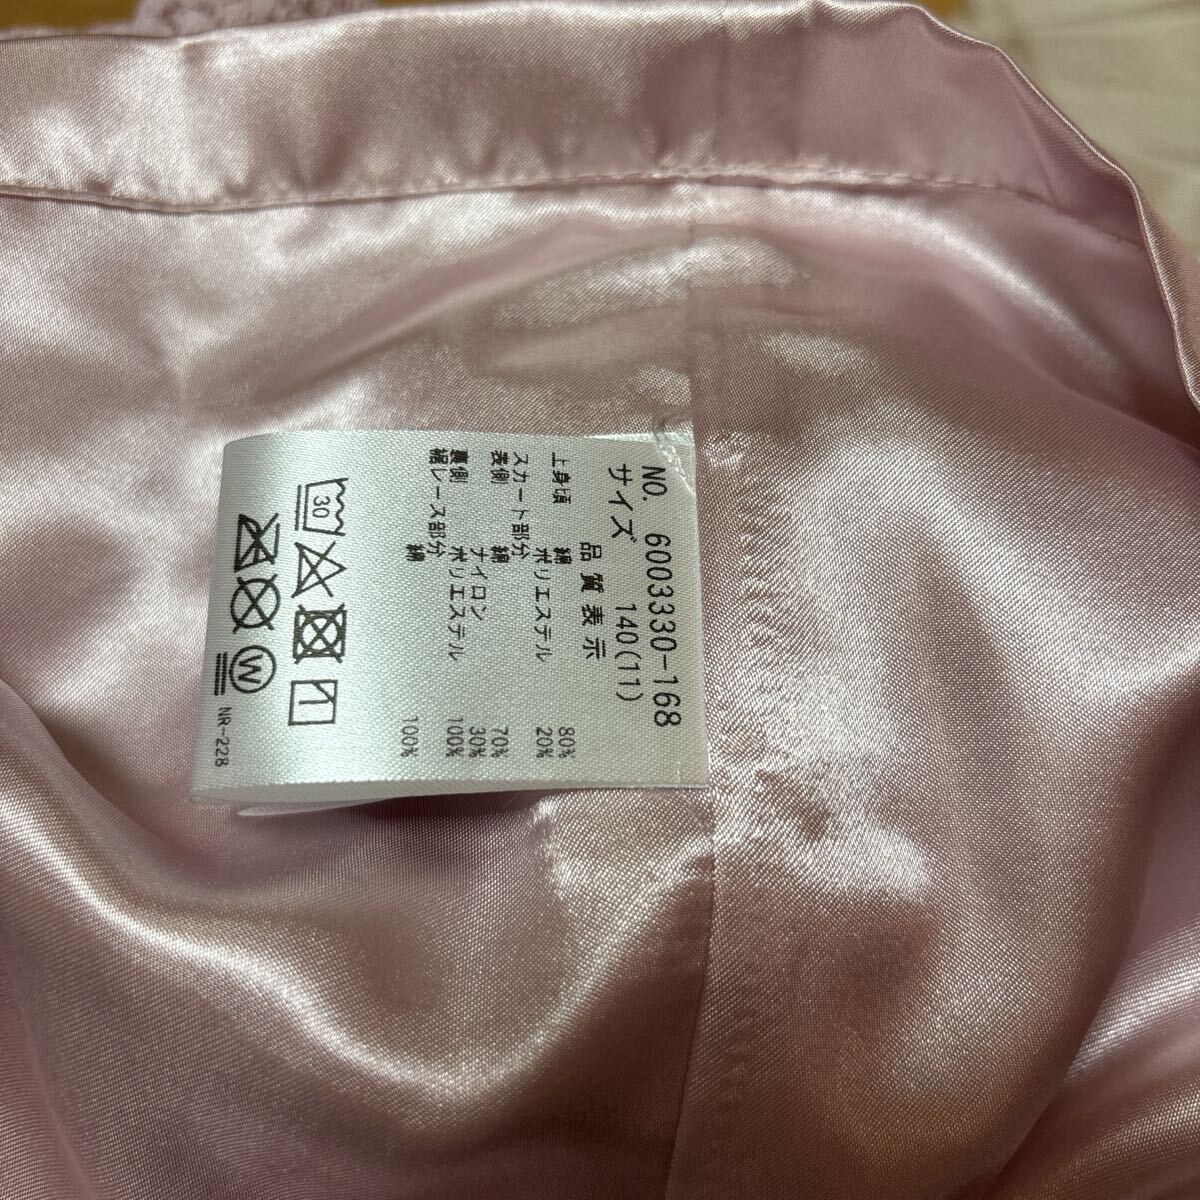 NO. 6003330-168
サイズ 140(11)
品質表示
上身頃 綿 80%
ポリエステル 20%
スカート部分
表側 綿 70%
ナイロン 30%
裏側 ポリエステル 100%
裾レース部分
綿 100%
30
W
NR-228